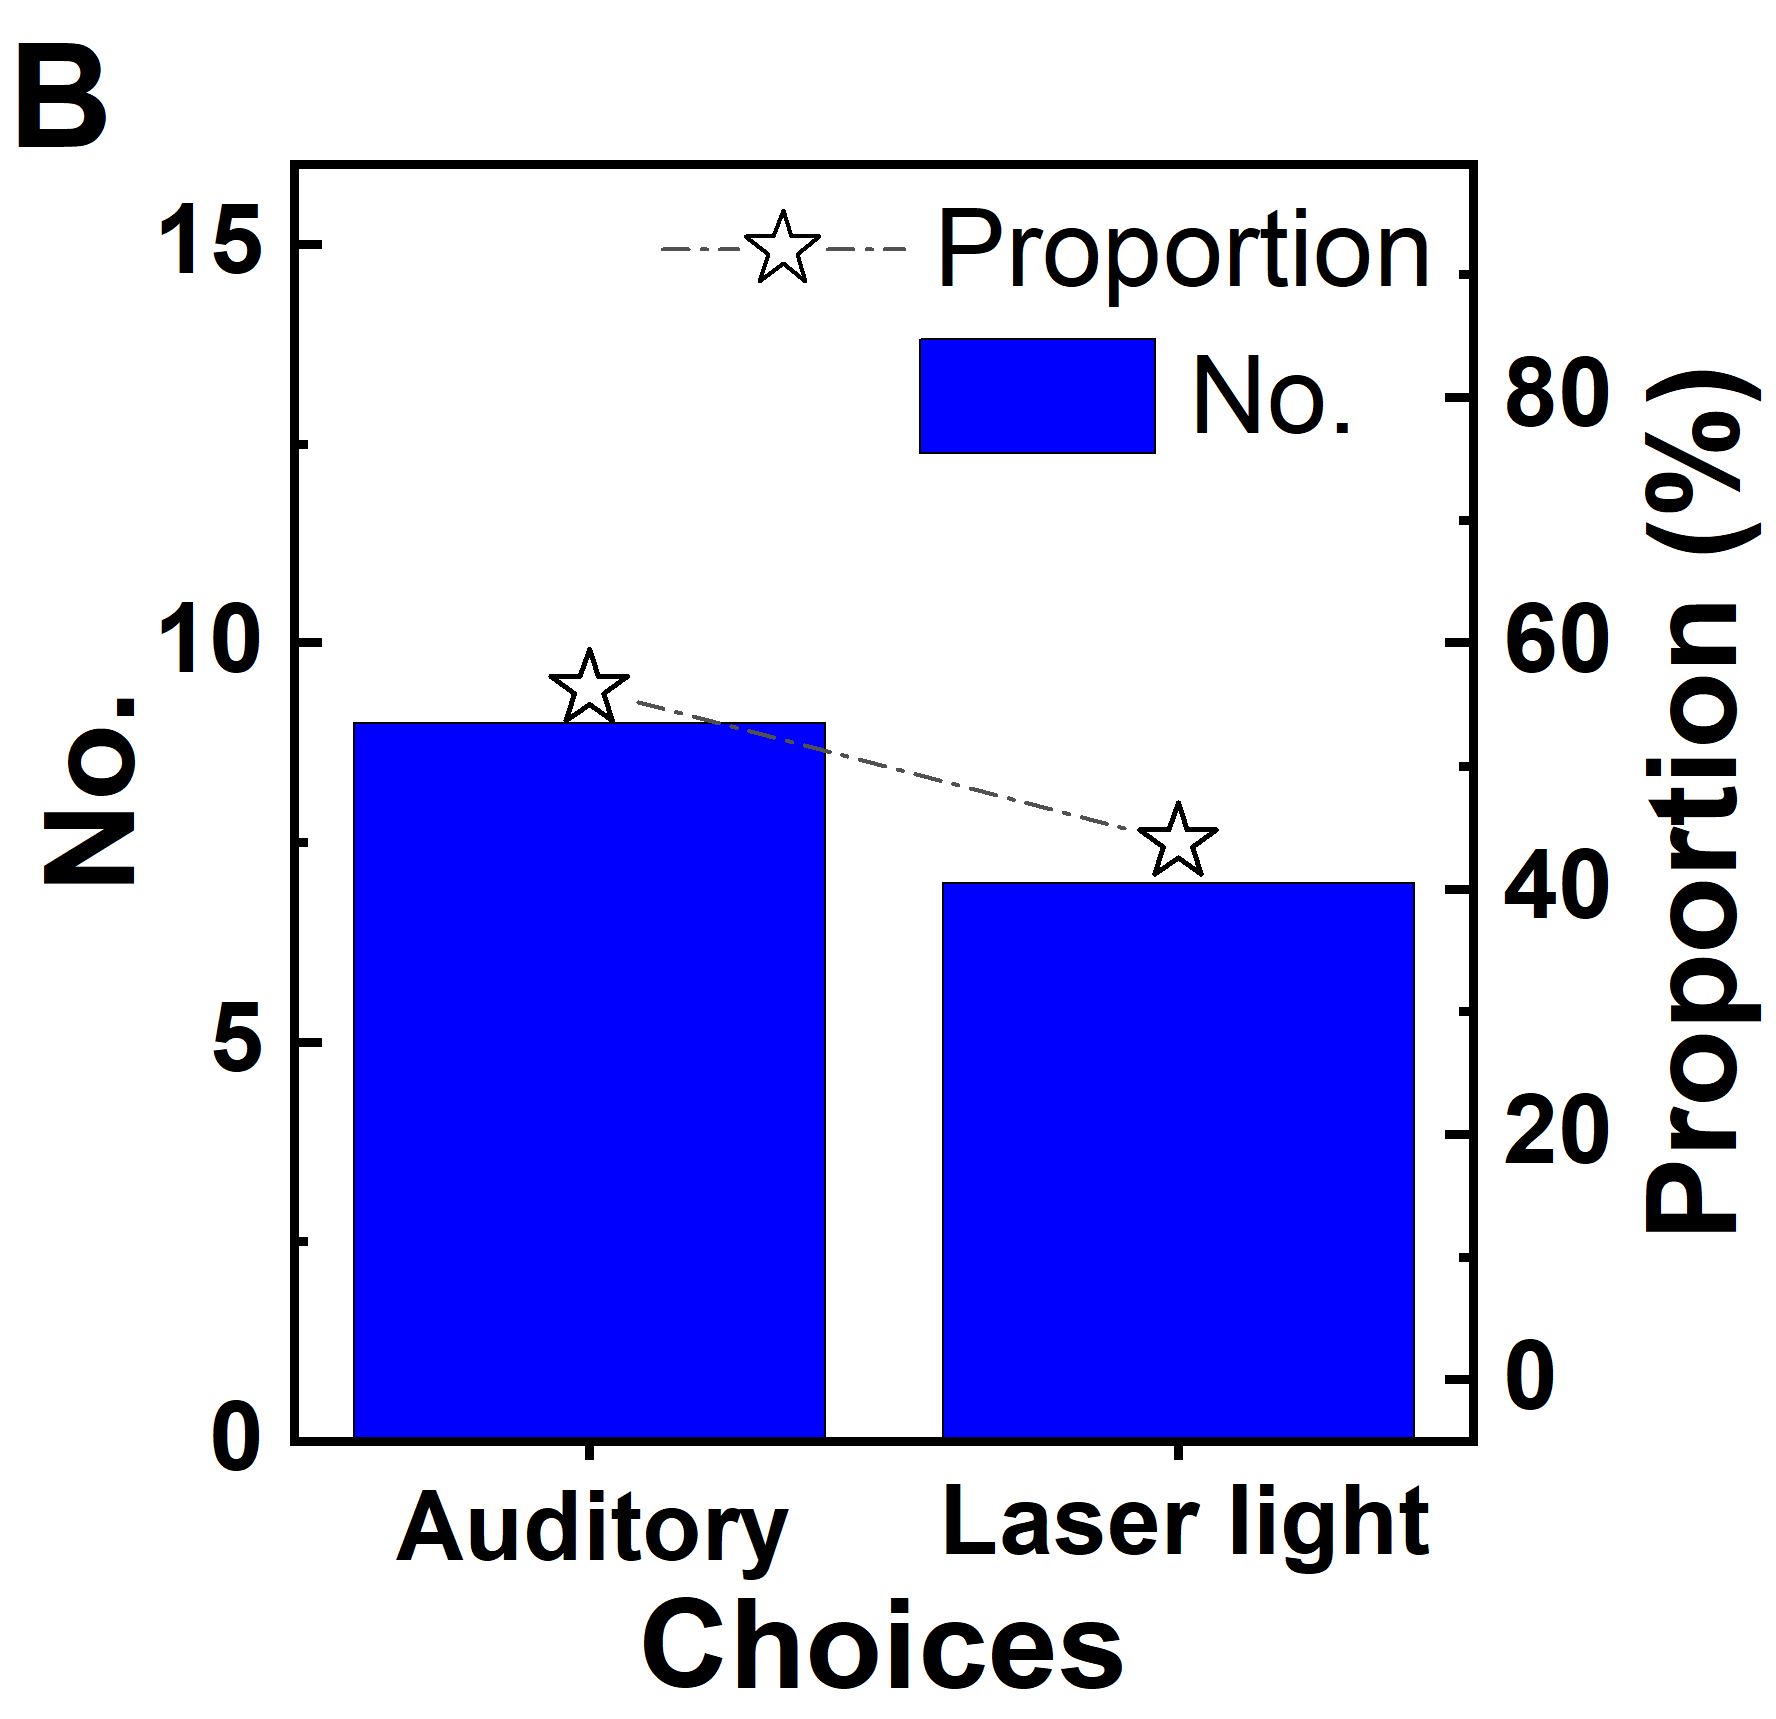 B
Proportion
No.
15
10
5
0
No.
80
60
40
20
0
Proportion (%)
Auditory
Laser light
Choices